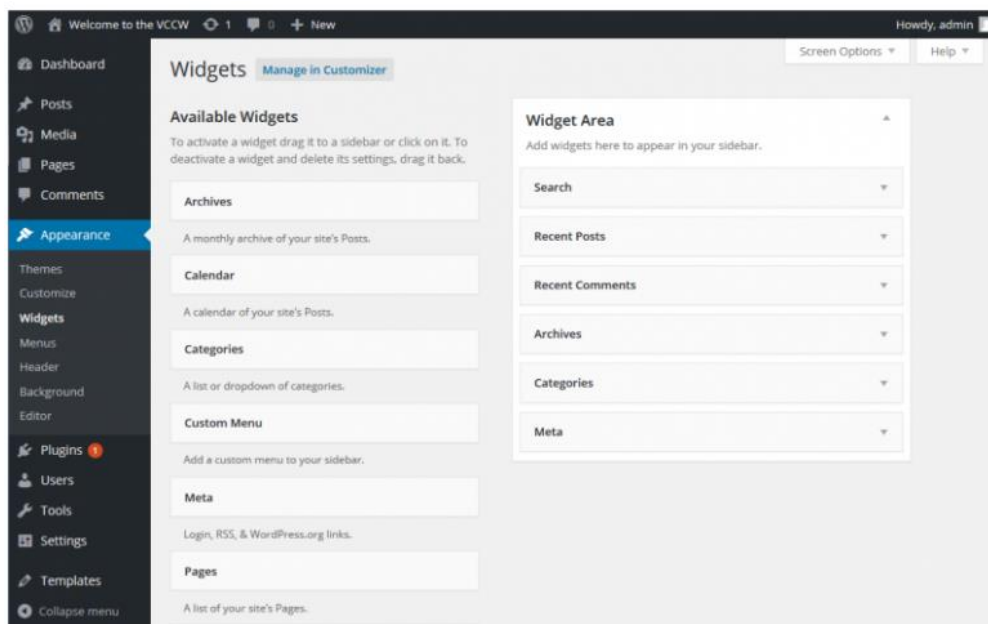 Welcome to the VCCW 1 0 New Howdy, admin
Screen Options Help
Dashboard
Posts
Media
Pages
Comments
Appearance
Themes
Customize
Widgets
Menus
Header
Background
Editor
Plugins 1
Users
Tools
Settings
Templates
Collapse menu
Widgets Manage in Customizer
Available Widgets
To activate a widget drag it to a sidebar or click on it. To
deactivate a widget and delete its settings, drag it back.
Archives
A monthly archive of your site's Posts.
Calendar
A calendar of your site's Posts.
Categories
A list or dropdown of categories.
Custom Menu
Add a custom menu to your sidebar.
Meta
Login, RSS, & WordPress.org links.
Pages
A list of your site's Pages.
Widget Area
Add widgets here to appear in your sidebar.
Search
Recent Posts
Recent Comments
Archives
Categories
Meta